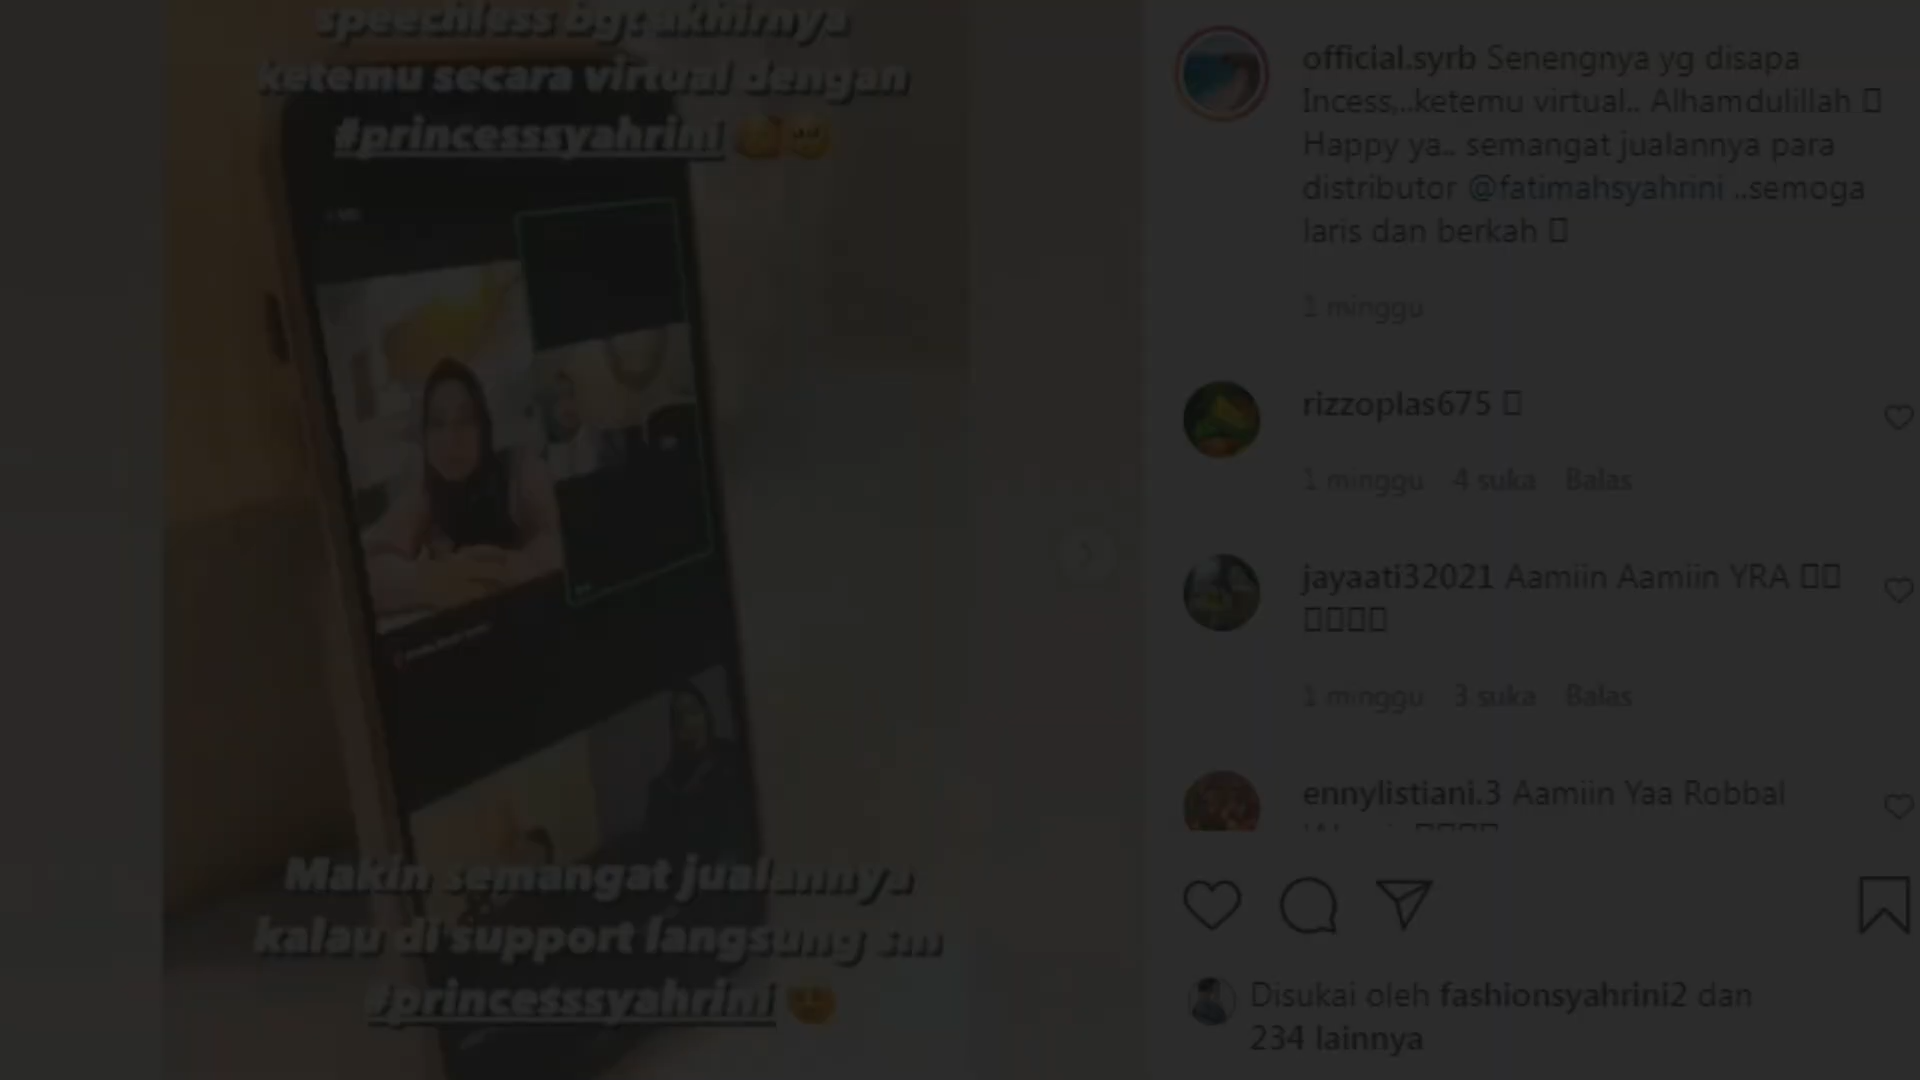 speechless bgt akhirnya
ketemu secara virtual dengan
#princesssyahrini
Makin semangat jualannya
kalau di support langsung sm
#princesssyahrini
official.syrb Senengnya yg disapa
Incess,..ketemu virtual.. Alhamdulillah
Happy ya.. semangat jualannya para
distributor @fatimahsyahrini ..semoga
laris dan berkah
1 minggu
rizzoplas675
1 minggu 4 suka Balas
jayaati32021 Aamiin Aamiin YRA
1 minggu 3 suka Balas
ennylistiani.3 Aamiin Yaa Robbal
Disukai oleh fashionsyahrini2 dan
234 lainnya